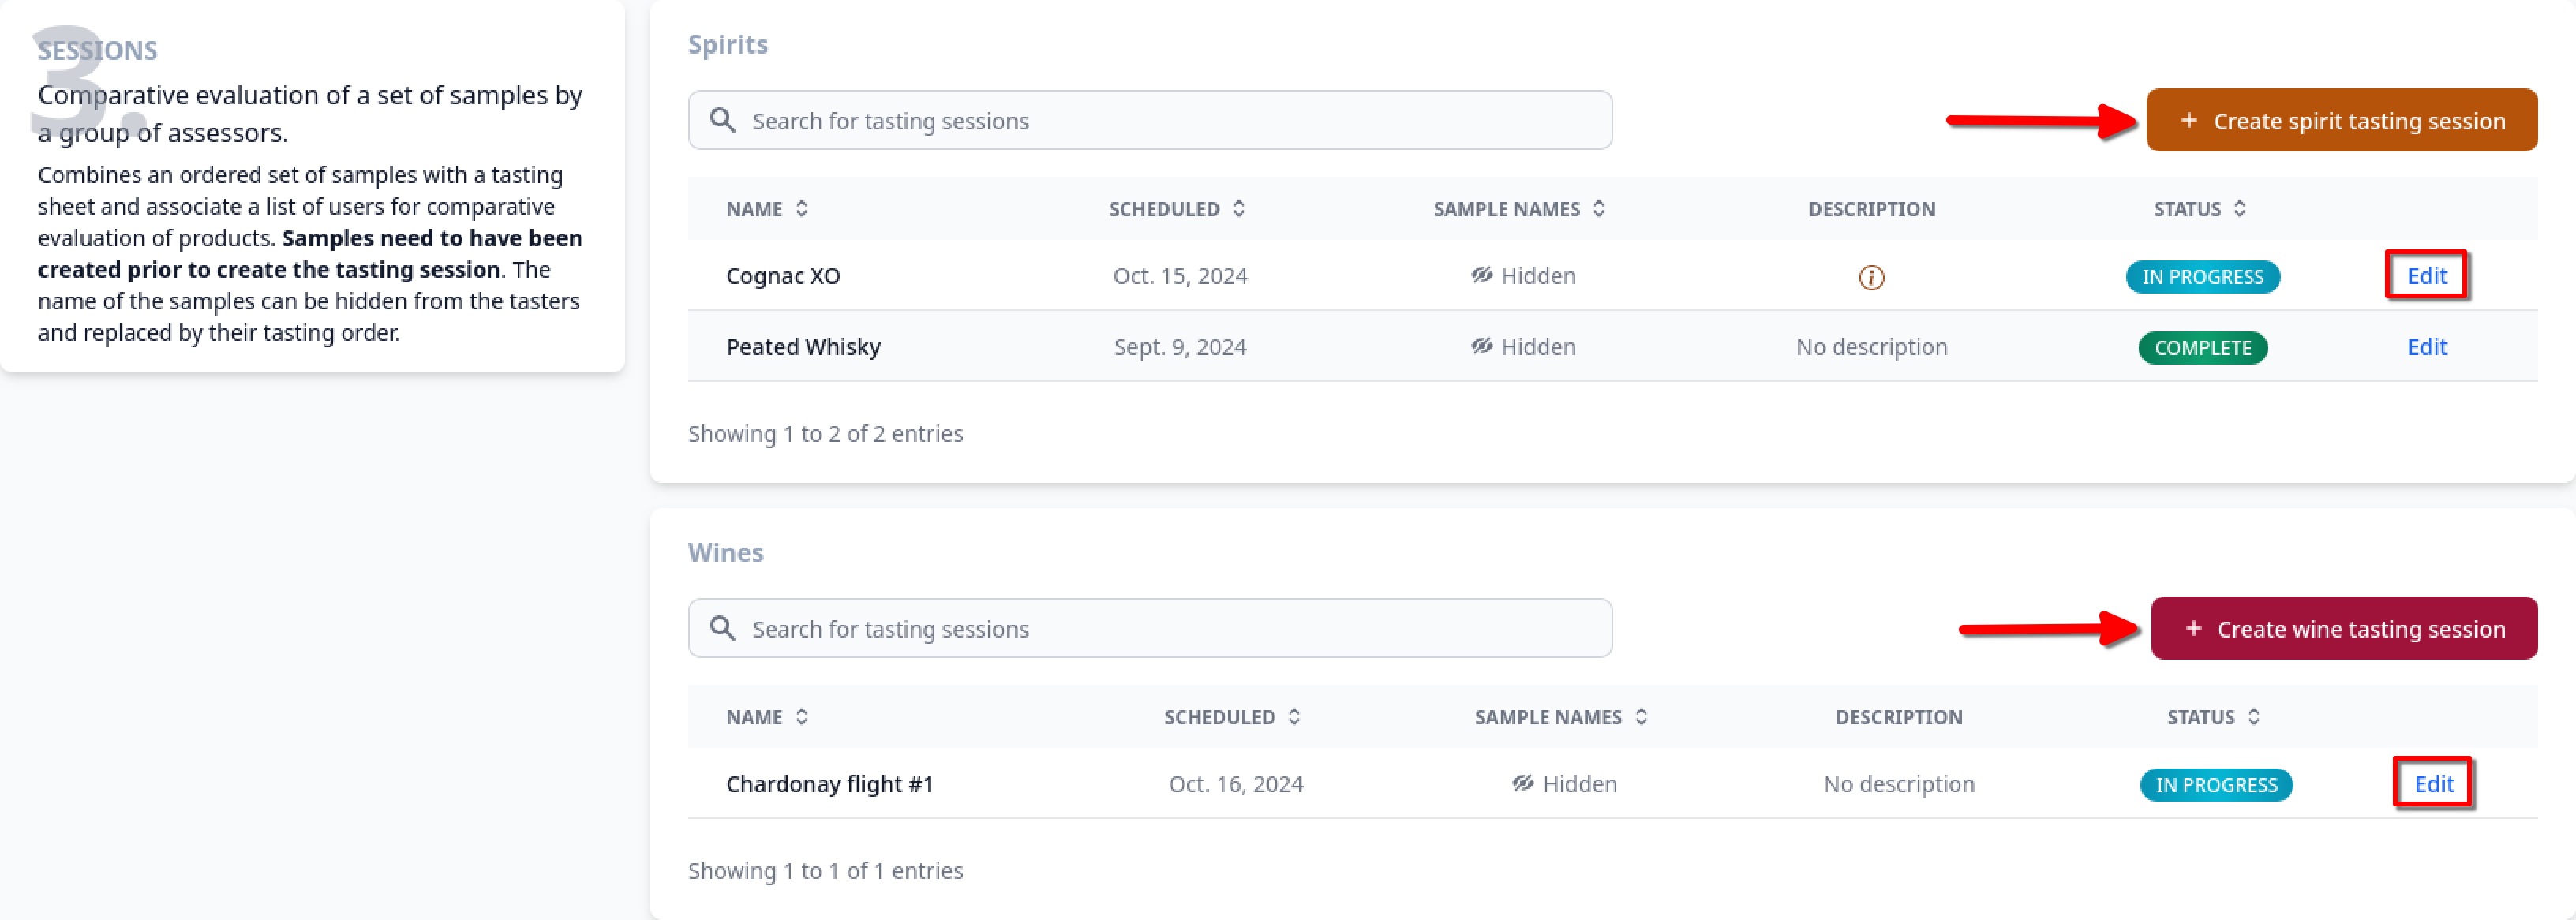 3.
SESSIONS
Comparative evaluation of a set of samples by
a group of assessors.
Combines an ordered set of samples with a tasting
sheet and associate a list of users for comparative
evaluation of products. Samples need to have been
created prior to create the tasting session. The
name of the samples can be hidden from the tasters
and replaced by their tasting order.
Spirits
Search for tasting sessions
+ Create spirit tasting session
NAME SCHEDULED SAMPLE NAMES DESCRIPTION STATUS
Cognac XO Oct. 15, 2024 Hidden i IN PROGRESS Edit
Peated Whisky Sept. 9, 2024 Hidden No description COMPLETE Edit
Showing 1 to 2 of 2 entries
Wines
Search for tasting sessions
+ Create wine tasting session
NAME SCHEDULED SAMPLE NAMES DESCRIPTION STATUS
Chardonay flight #1 Oct. 16, 2024 Hidden No description IN PROGRESS Edit
Showing 1 to 1 of 1 entries